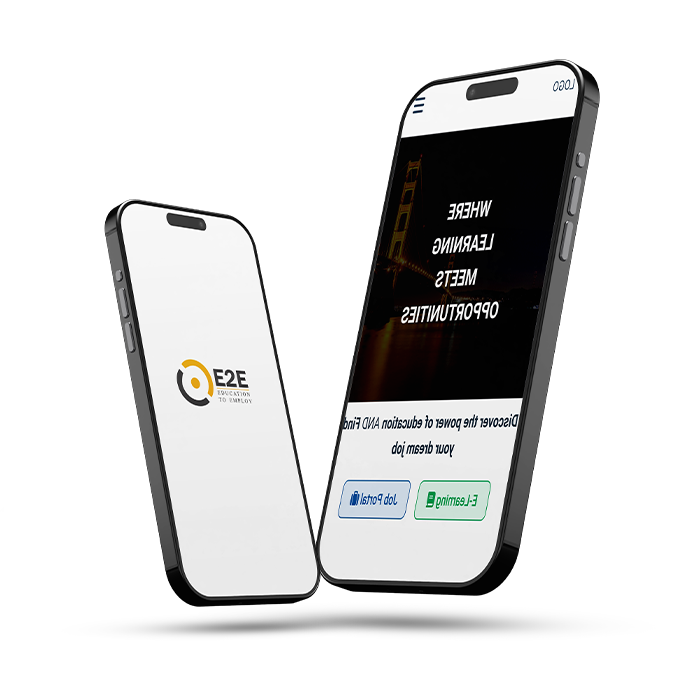 E2E
EDUCATION
TO EMPLOY
LOGO
WHERE
LEARNING
MEETS
OPPORTUNITIES
Discover the power of education AND Find
your dream job
E-Learning
Job Portal